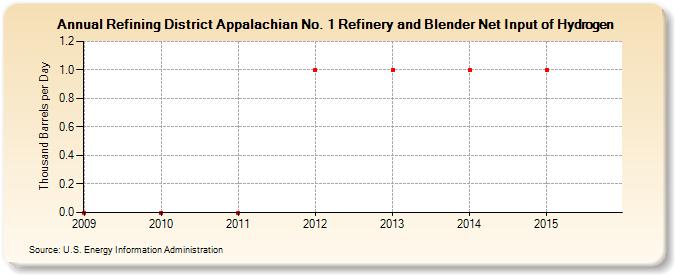 Annual Refining District Appalachian No. 1 Refinery and Blender Net Input of Hydrogen
Thousand Barrels per Day
1.2
1.0
0.8
0.6
0.4
0.2
0.0
2009 2010 2011 2012 2013 2014 2015
Source: U.S. Energy Information Administration